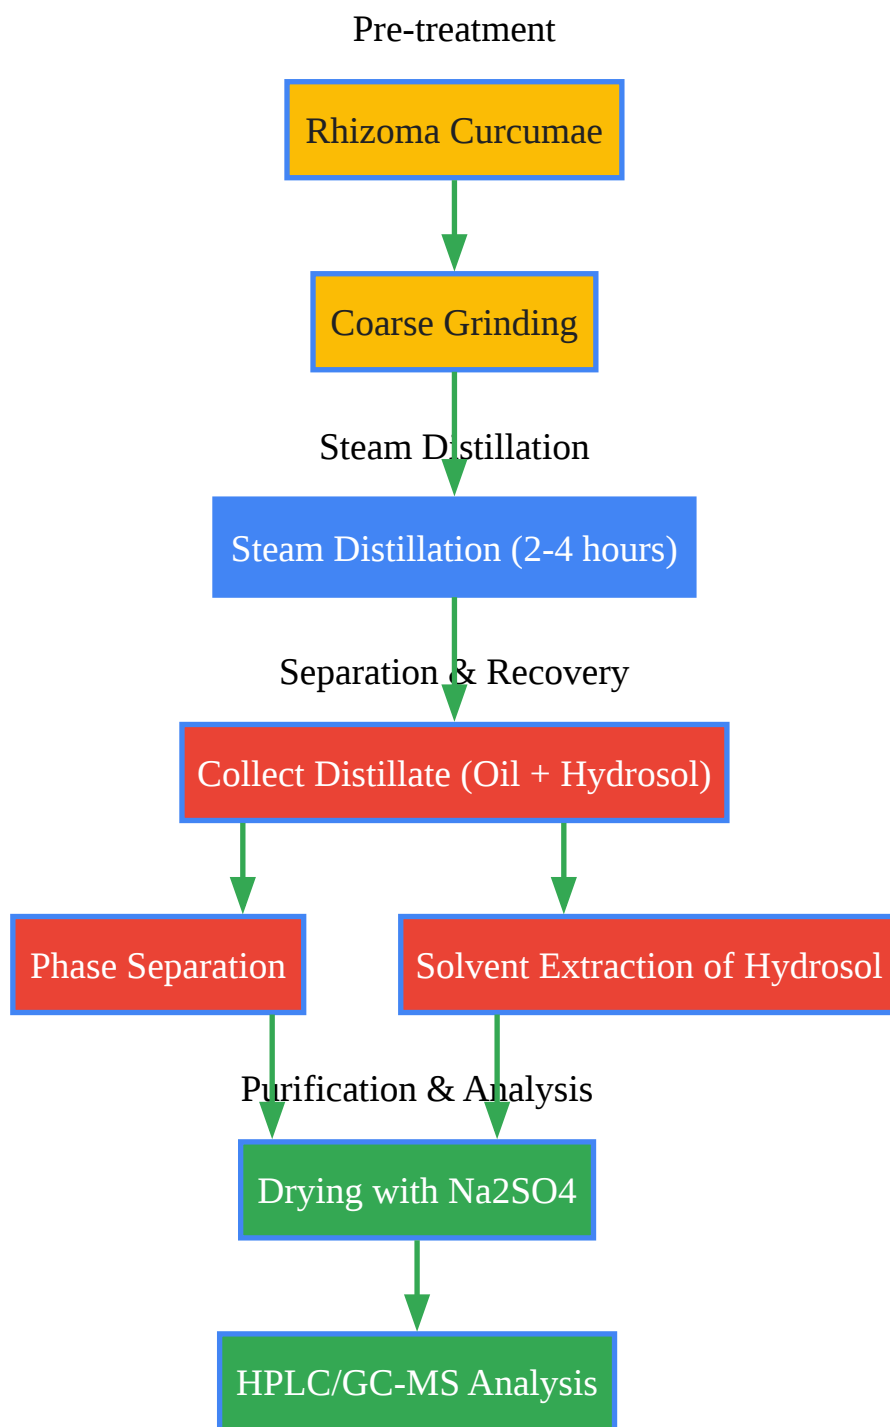 Pre-treatment
Rhizoma Curcumae
Coarse Grinding
Steam Distillation
Steam Distillation (2-4 hours)
Separation & Recovery
Collect Distillate (Oil + Hydrosol)
Phase Separation
Solvent Extraction of Hydrosol
Purification & Analysis
Drying with Na2SO4
HPLC/GC-MS Analysis